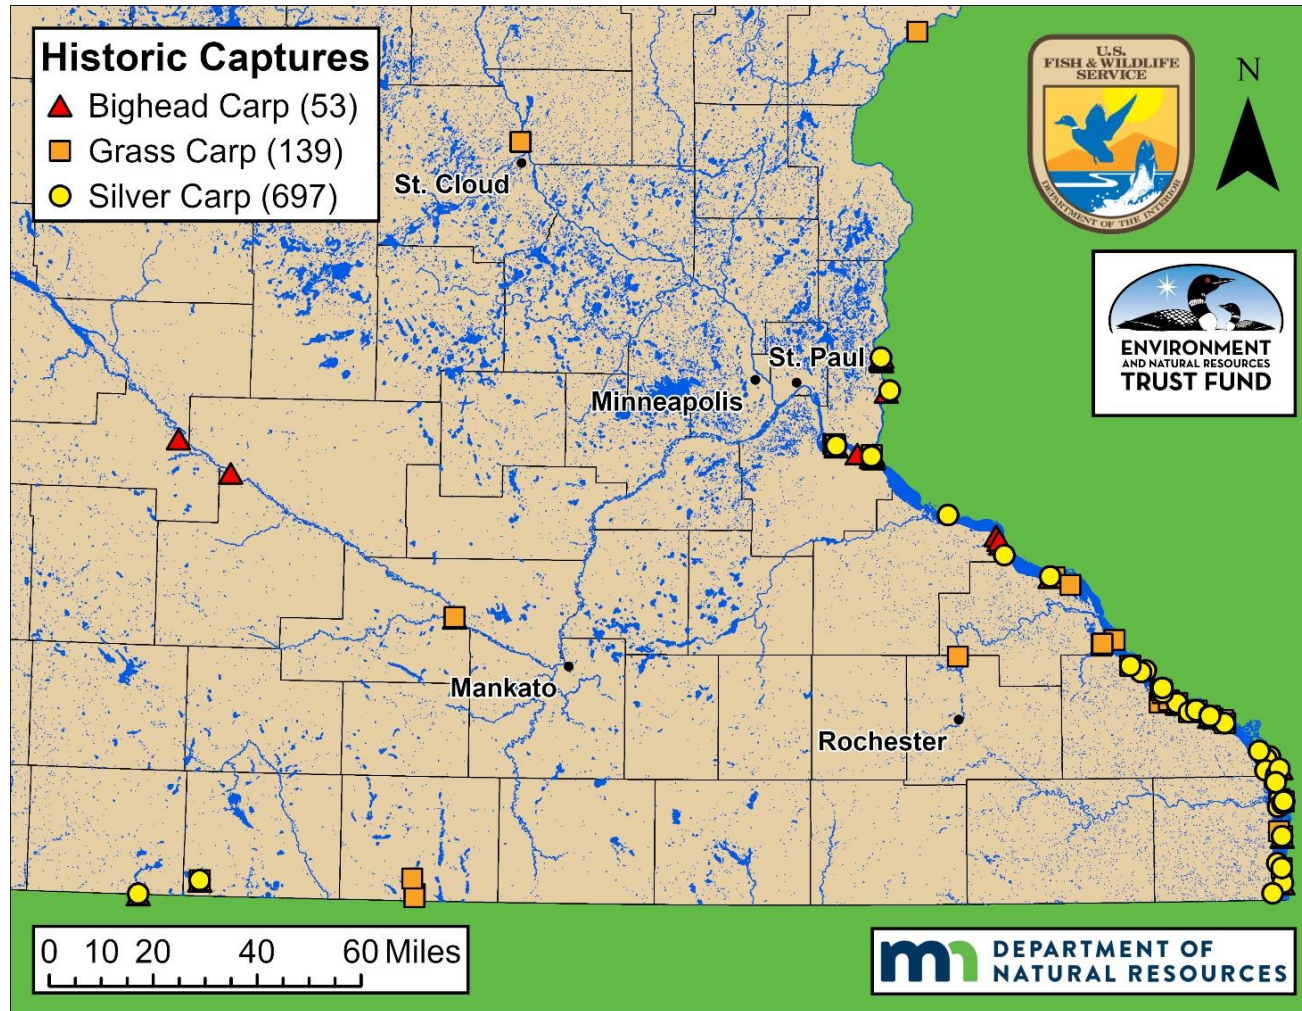 Historic Captures
Bighead Carp (53)
Grass Carp (139)
Silver Carp (697)
U.S.
FISH & WILDLIFE
SERVICE
DEPARTMENT OF THE INTERIOR
N
ENVIRONMENT
AND NATURAL RESOURCES
TRUST FUND
St. Cloud
St. Paul
Minneapolis
Mankato
Rochester
0 10 20 40 60 Miles
mn DEPARTMENT OF
NATURAL RESOURCES